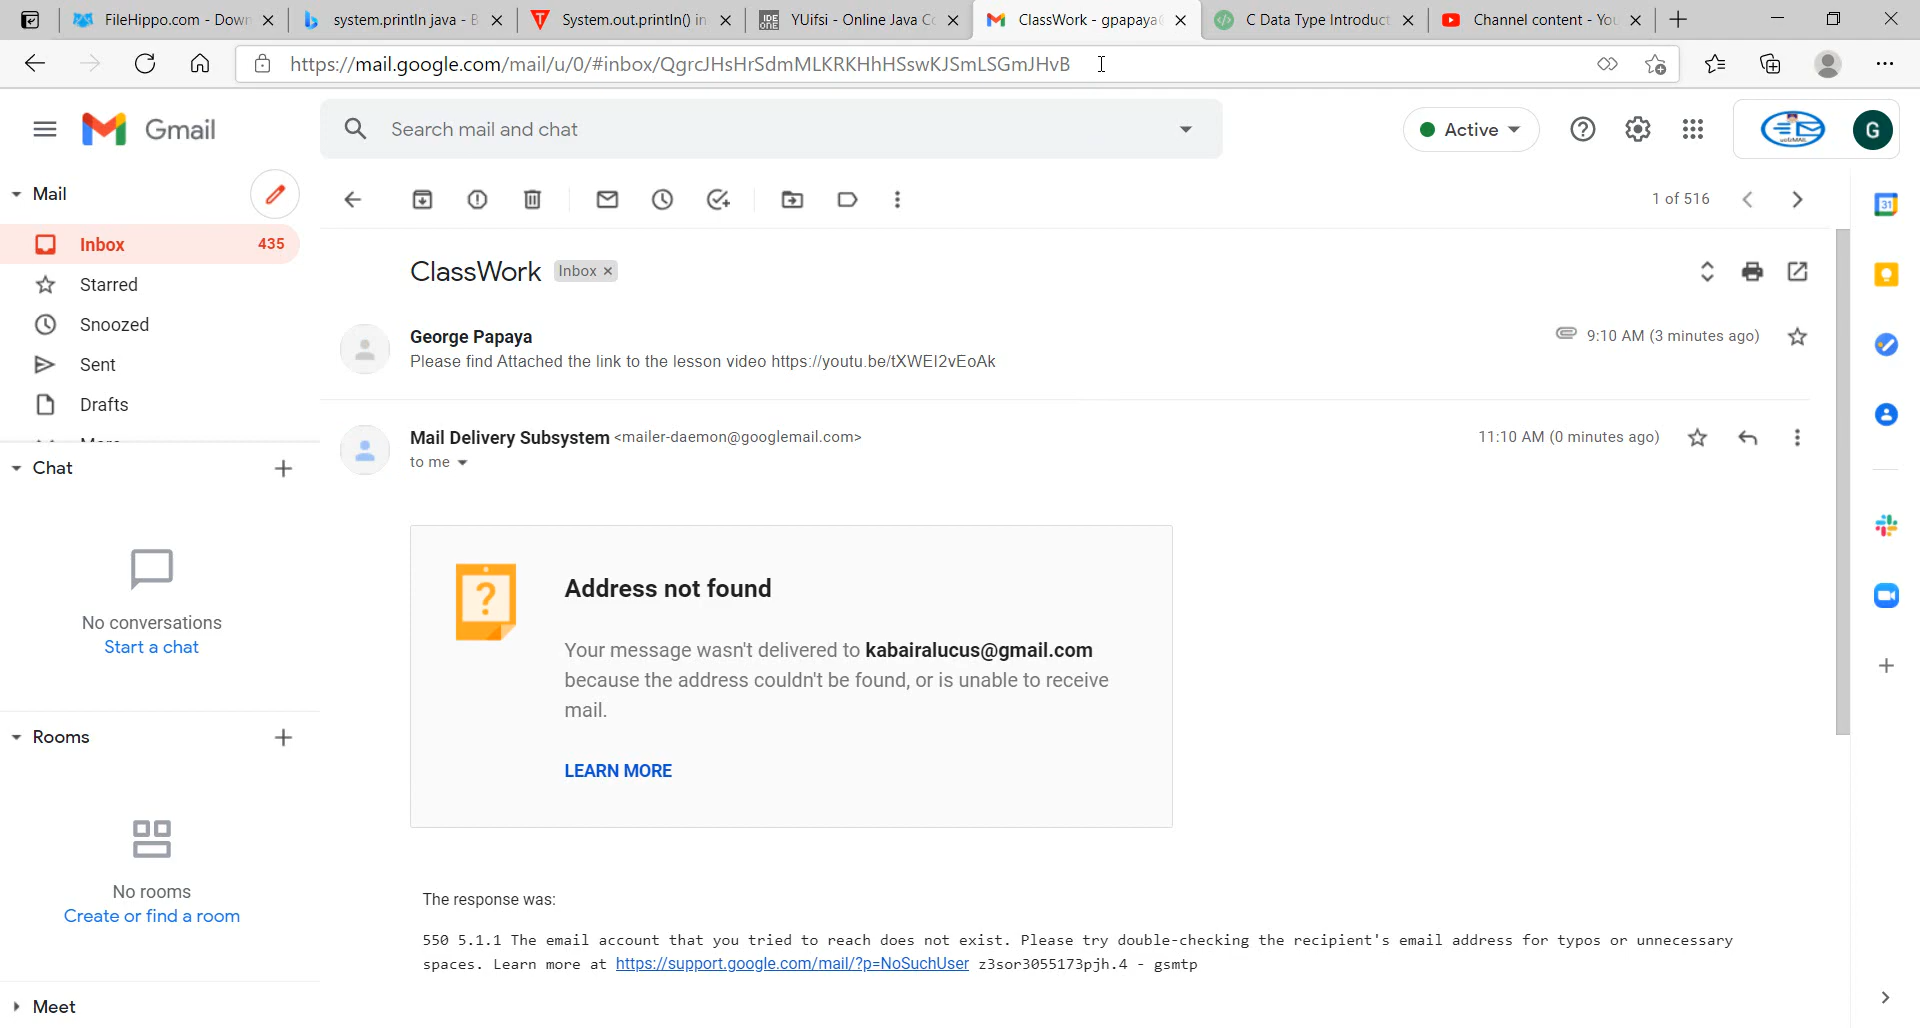 FileHippo.com - Down
system.println java - B
System.out.println() in
YUifsi - Online Java Co
ClassWork - gpapaya@
C Data Type Introduct
Channel content - You
https://mail.google.com/mail/u/0/#inbox/QgrcJHsHrSdmMLKRKHhHSswKJSmLSGmJHvB
Gmail
Search mail and chat
Active
G
Mail
1 of 516
31
Inbox 435
ClassWork Inbox ×
Starred
Snoozed
George Papaya
9:10 AM (3 minutes ago)
Please find Attached the link to the lesson video https://youtu.be/tXWEI2vEoAk
Sent
Drafts
More
Mail Delivery Subsystem <mailer-daemon@googlemail.com>
11:10 AM (0 minutes ago)
to me
Chat
No conversations
Start a chat
Address not found
Your message wasn't delivered to kabairalucus@gmail.com
because the address couldn't be found, or is unable to receive
mail.
LEARN MORE
Rooms
No rooms
Create or find a room
The response was:
550 5.1.1 The email account that you tried to reach does not exist. Please try double-checking the recipient's email address for typos or unnecessary
spaces. Learn more at https://support.google.com/mail/?p=NoSuchUser z3sor3055173pjh.4 - gsmtp
Meet